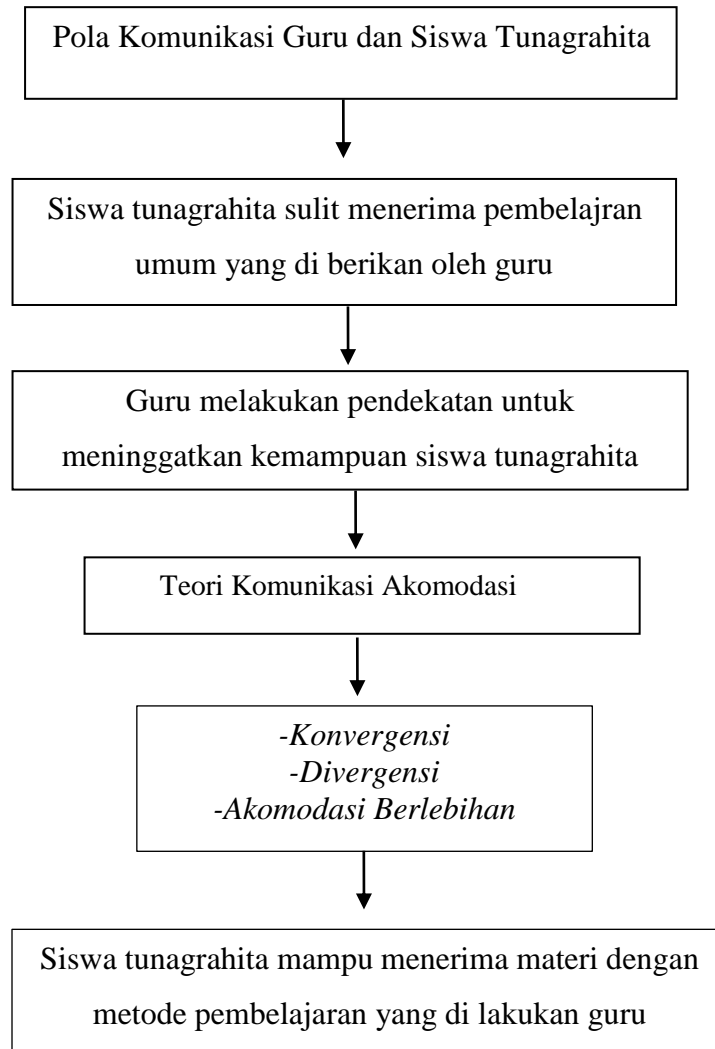 Pola Komunikasi Guru dan Siswa Tunagrahita
Siswa tunagrahita sulit menerima pembelajran
umum yang di berikan oleh guru
Guru melakukan pendekatan untuk
meninggatkan kemampuan siswa tunagrahita
Teori Komunikasi Akomodasi
-Konvergensi
-Divergensi
-Akomodasi Berlebihan
Siswa tunagrahita mampu menerima materi dengan
metode pembelajaran yang di lakukan guru